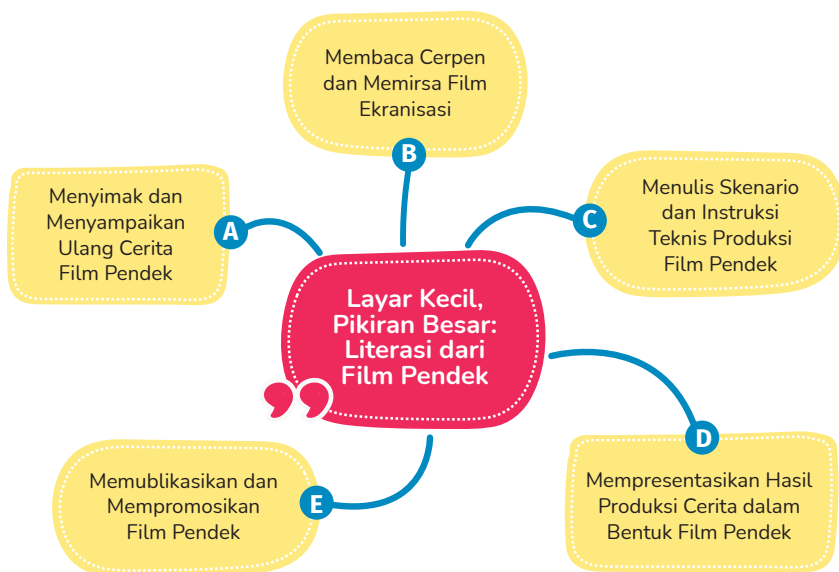 Membaca Cerpen
dan Memirsa Film
Ekranisasi
B
Menyimak dan
Menyampaikan
Ulang Cerita
Film Pendek
A
Menulis Skenario
dan Instruksi
Teknis Produksi
Film Pendek
C
Layar Kecil,
Pikiran Besar:
Literasi dari
Film Pendek
D
Mempresentasikan Hasil
Produksi Cerita dalam
Bentuk Film Pendek
Memublikasikan dan
Mempromosikan
Film Pendek
E